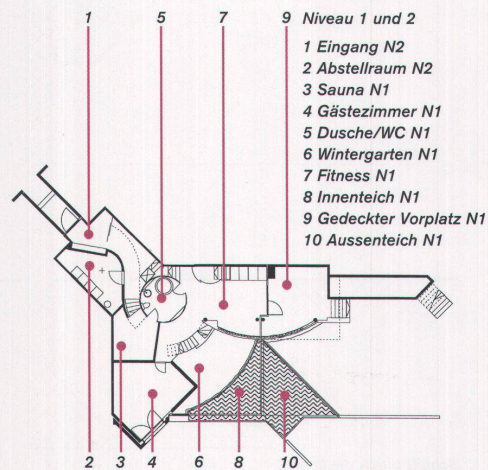 1 5 7 9 Niveau 1 und 2
1 Eingang N2
2 Abstellraum N2
3 Sauna N1
4 Gästezimmer N1
5 Dusche/WC N1
6 Wintergarten N1
7 Fitness N1
8 Innenteich N1
9 Gedeckter Vorplatz N1
10 Aussenteich N1
2 3 4 6 8 10